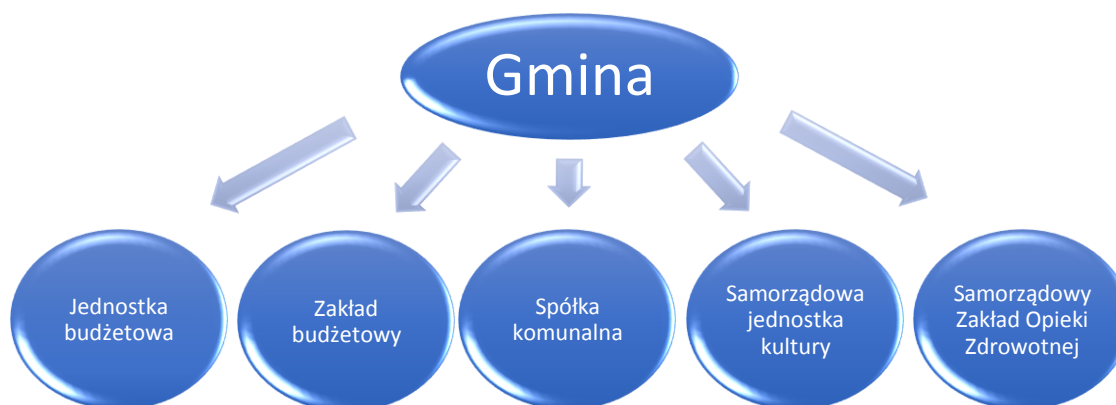 Gmina
Jednostka
budżetowa
Zakład
budżetowy
Spółka
komunalna
Samorządowa
jednostka
kultury
Samorządowy
Zakład Opieki
Zdrowotnej